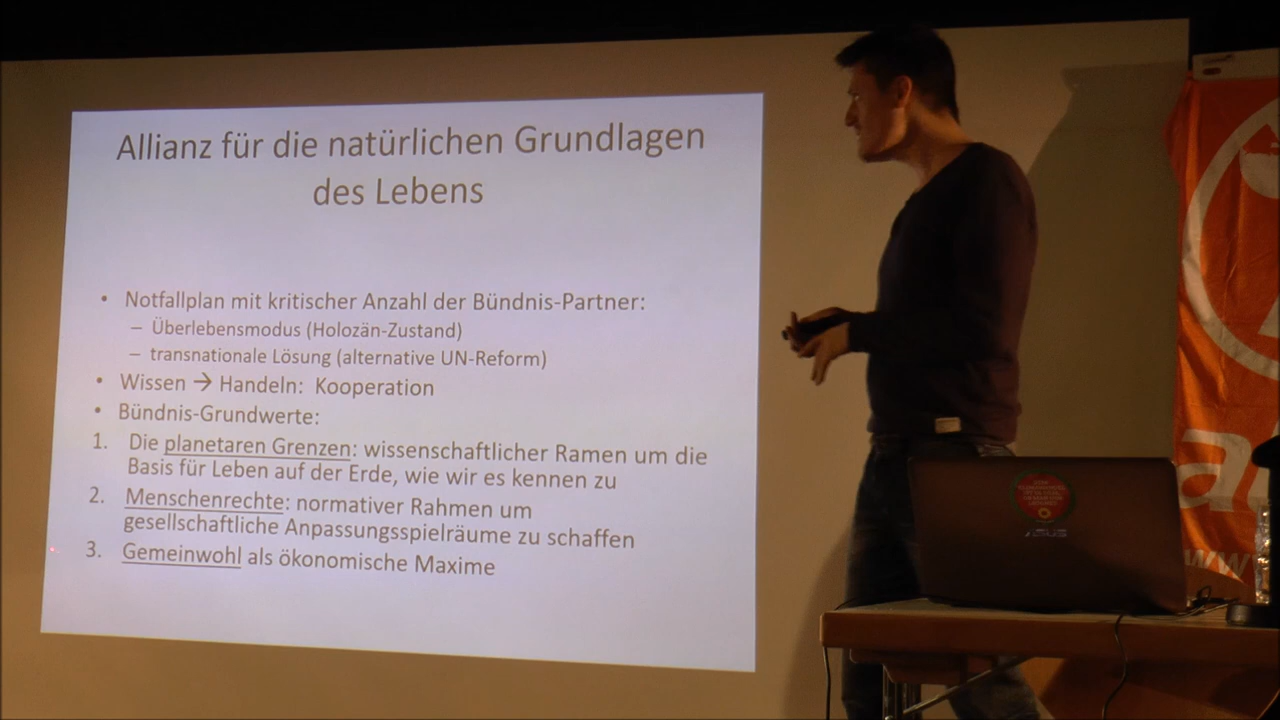 Allianz für die natürlichen Grundlagen
des Lebens
• Notfallplan mit kritischer Anzahl der Bündnis-Partner:
– Überlebensmodus (Holozän-Zustand)
– transnationale Lösung (alternative UN-Reform)
• Wissen → Handeln: Kooperation
• Bündnis-Grundwerte:
1. Die planetaren Grenzen: wissenschaftlicher Ramen um die
Basis für Leben auf der Erde, wie wir es kennen zu
2. Menschenrechte: normativer Rahmen um
gesellschaftliche Anpassungsspielräume zu schaffen
3. Gemeinwohl als ökonomische Maxime
ASUS
www